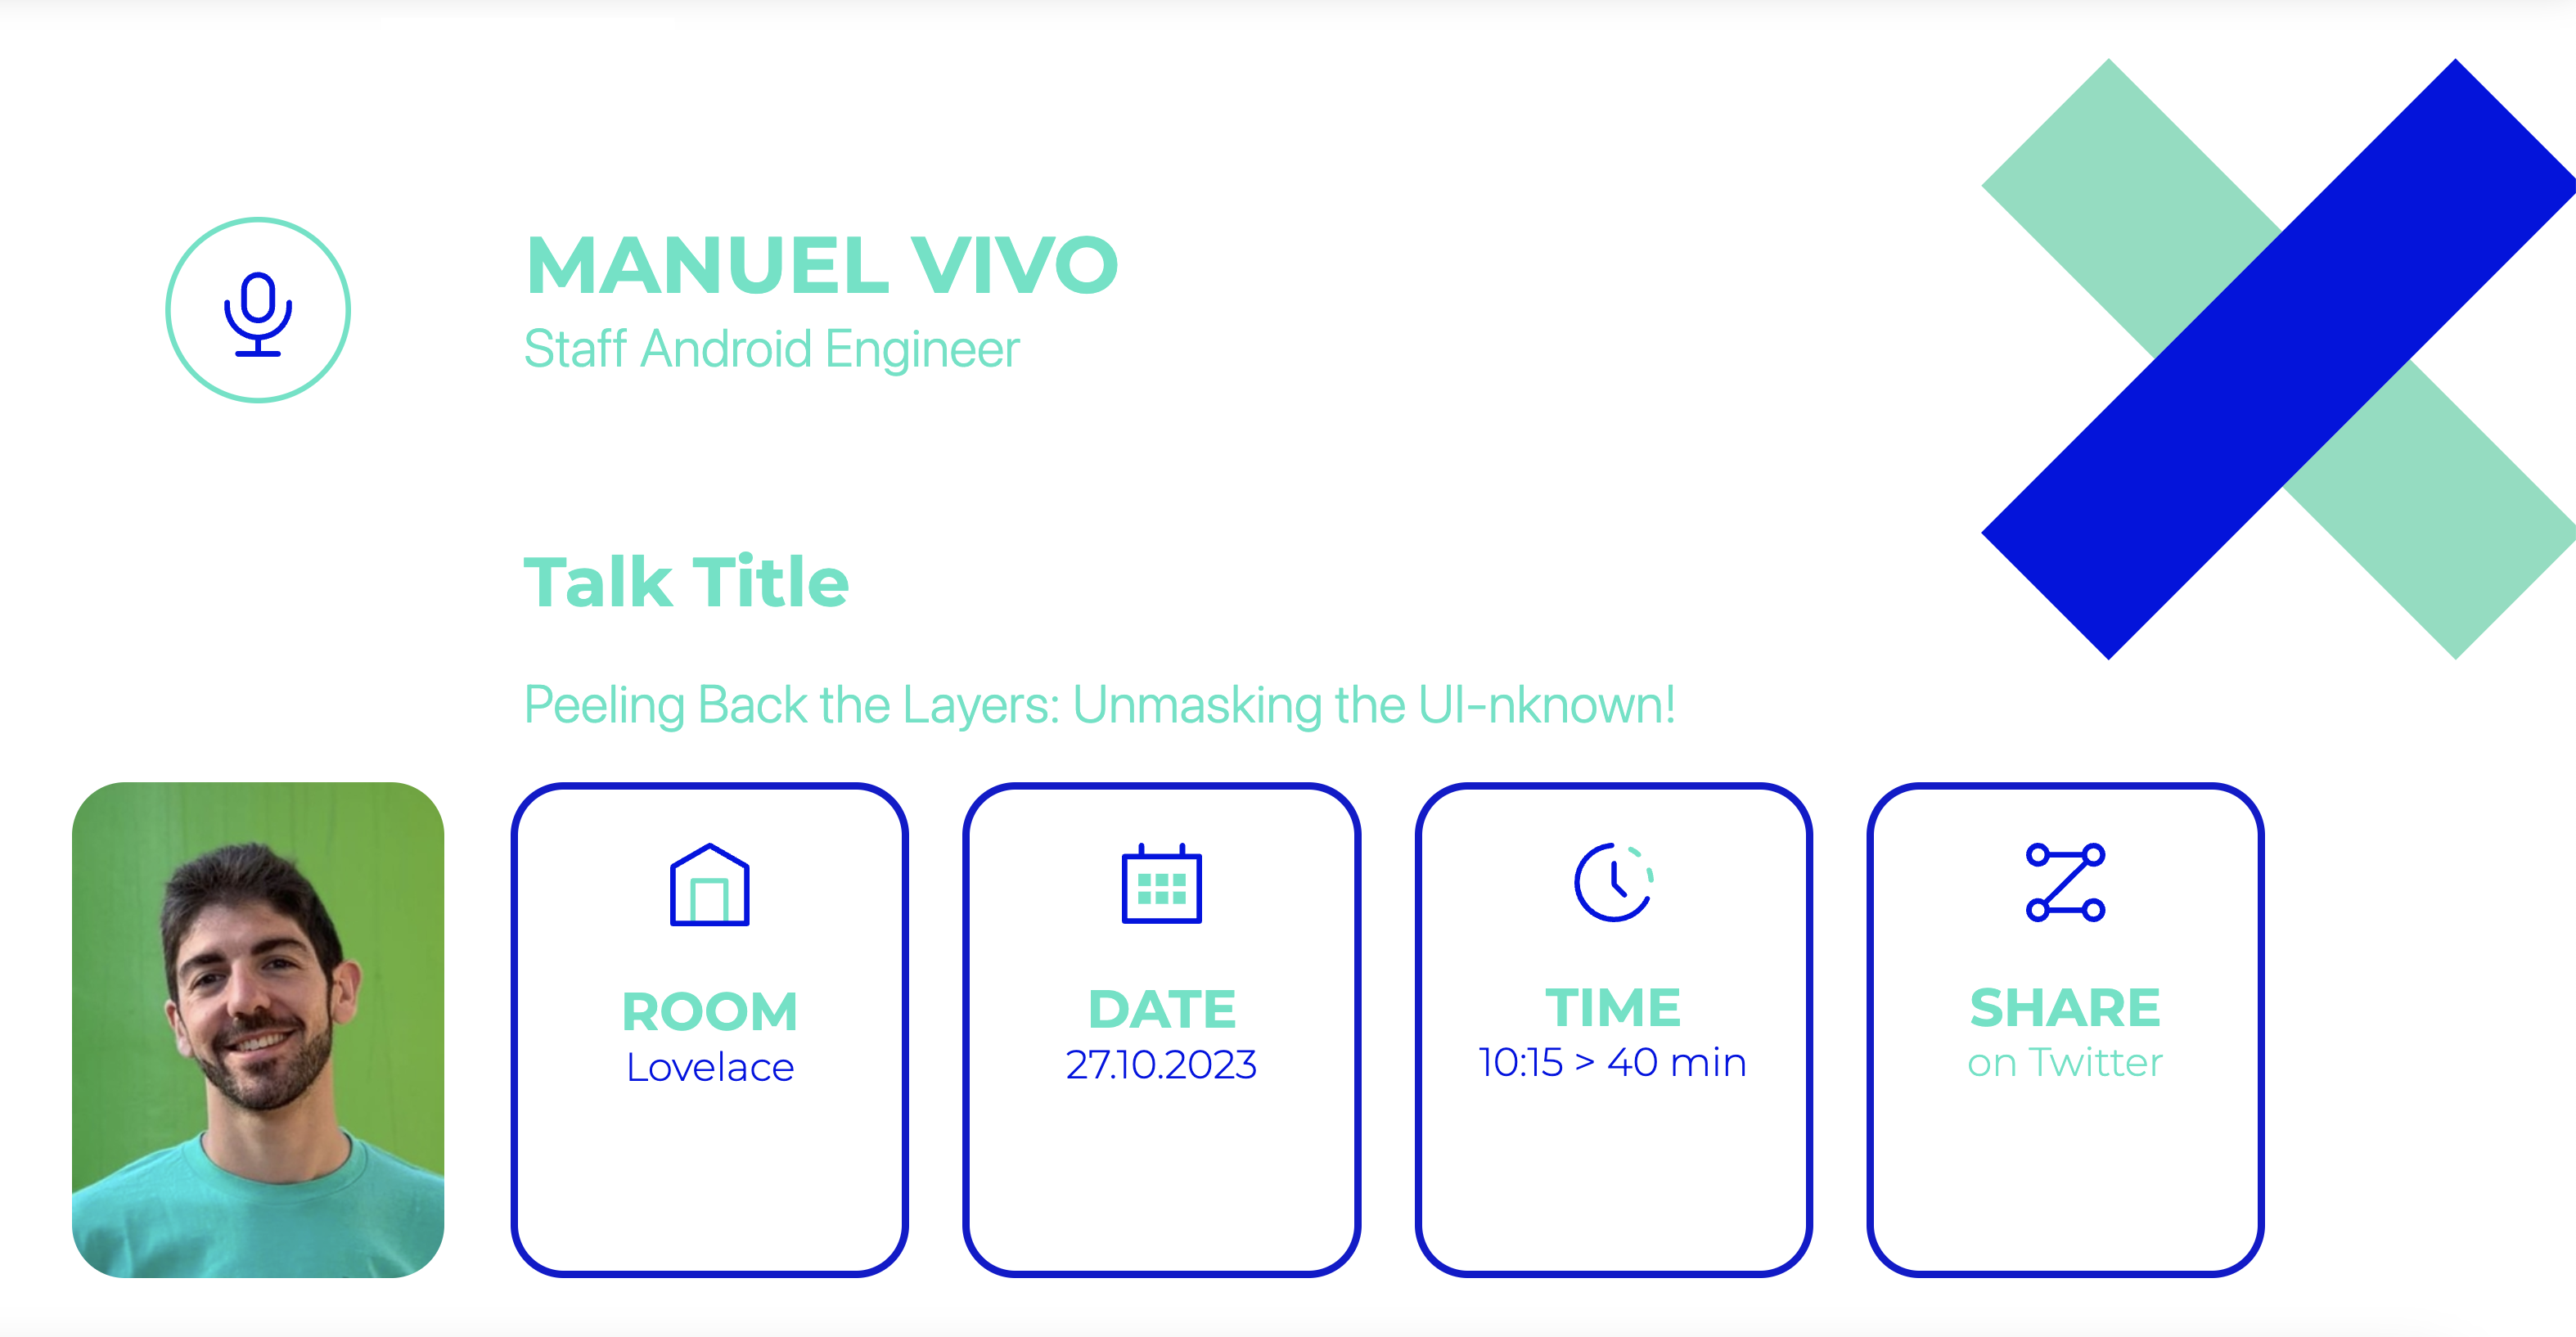 MANUEL VIVO
Staff Android Engineer
Talk Title
Peeling Back the Layers: Unmasking the UI-nknown!
ROOM
Lovelace
DATE
27.10.2023
TIME
10:15 > 40 min
SHARE
on Twitter